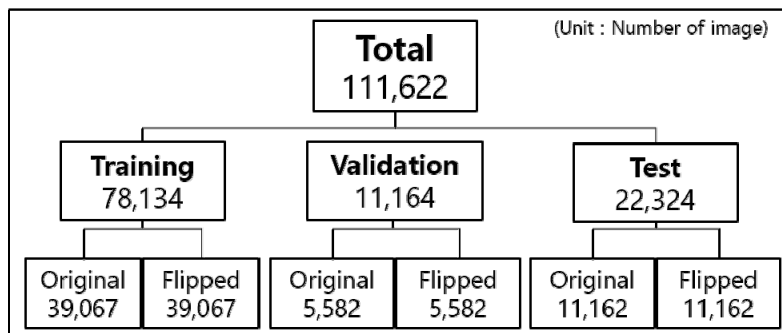 (Unit : Number of image)
Total
111,622
Training
78,134
Validation
11,164
Test
22,324
Original
39,067
Flipped
39,067
Original
5,582
Flipped
5,582
Original
11,162
Flipped
11,162